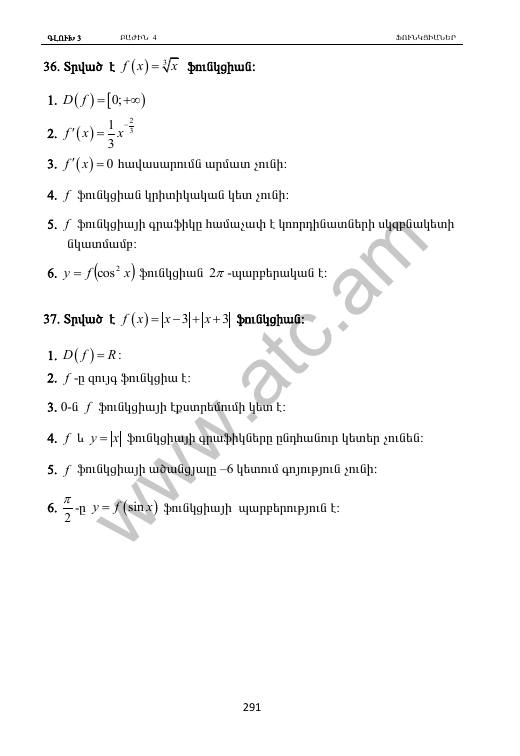 ԳԼՈՒԽ 3 ԲԱԺԻՆ 4 ՖՈՒՆԿՑԻԱՆԵՐ
36. Տրված է f(x)=∛x ֆունկցիան:
1. D(f)=[0;+∞)
2. f′(x)=1/3 x^(-2/3)
3. f′(x)=0 հավասարումն արմատ չունի:
4. f ֆունկցիան կրիտիկական կետ չունի:
5. f ֆունկցիայի գրաֆիկը համաչափ է կոորդինատների սկզբնակետի
նկատմամբ:
6. y=f(cos² x) ֆունկցիան 2π -պարբերական է:
37. Տրված է f(x)=|x-3|+|x+3| ֆունկցիան:
1. D(f)=R:
2. f -ը զույգ ֆունկցիա է:
3. 0-ն f ֆունկցիայի էքստրեմումի կետ է:
4. f և y=|x| ֆունկցիայի գրաֆիկները ընդհանուր կետեր չունեն:
5. f ֆունկցիայի ածանցյալը –6 կետում գոյություն չունի:
6. π/2 -ը y=f(sin x) ֆունկցիայի պարբերություն է:
www.atc.am
291